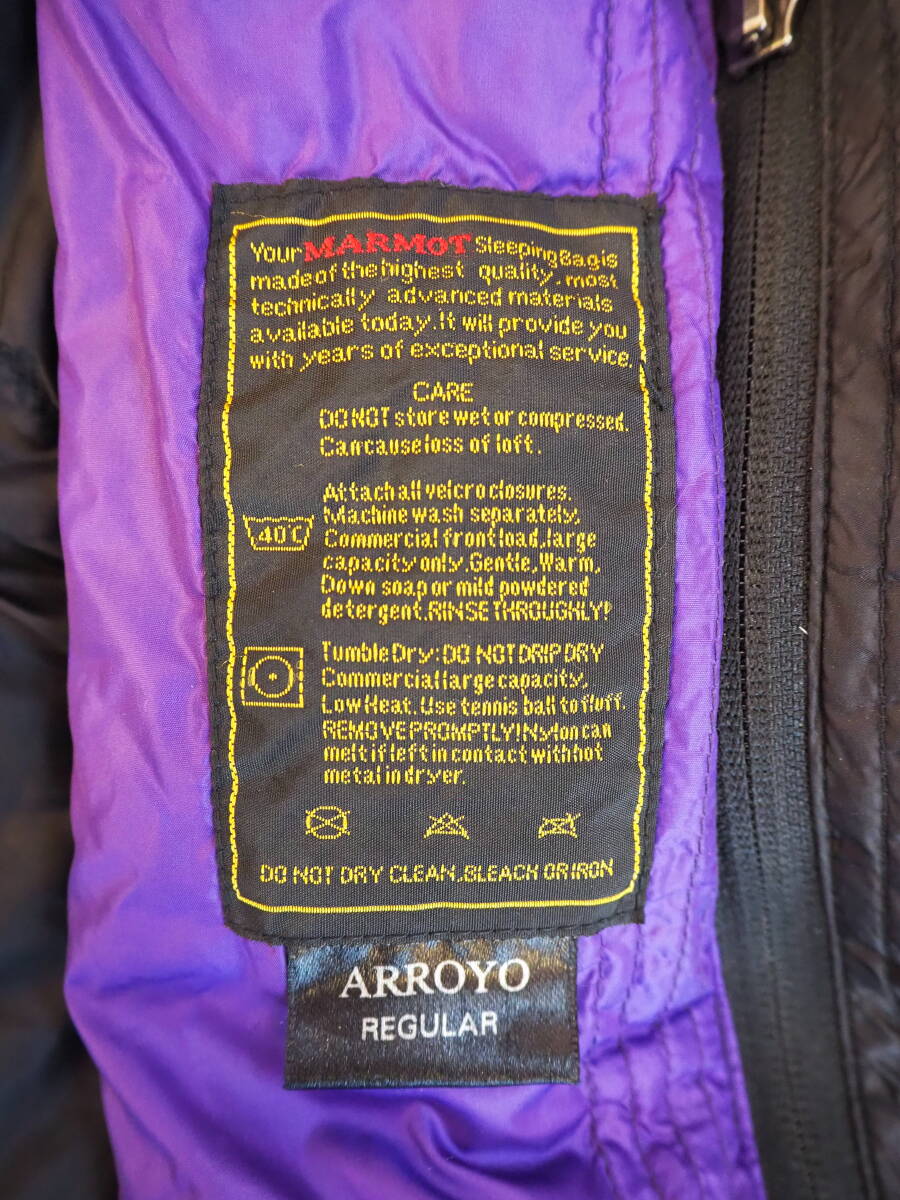 Your MARMOT Sleeping Bag is
made of the highest quality, most
technically advanced materials
available today. It will provide you
with years of exceptional service.
CARE
DO NOT store wet or compressed.
Can cause loss of loft.
Attach all velcro closures.
Machine wash separately,
40C
Commercial front load, large
capacity only. Gentle, Warm,
Down soap or mild powdered
detergent. RINSE THROUGHLY!
Tumble Dry: DO NOT DRIP DRY
Commercial large capacity,
Low Heat. Use tennis ball to fluff.
REMOVE PROMPTLY! Nylon can
melt if left in contact with hot
metal in dryer.
DO NOT DRY CLEAN, BLEACH OR IRON
ARROYO
REGULAR